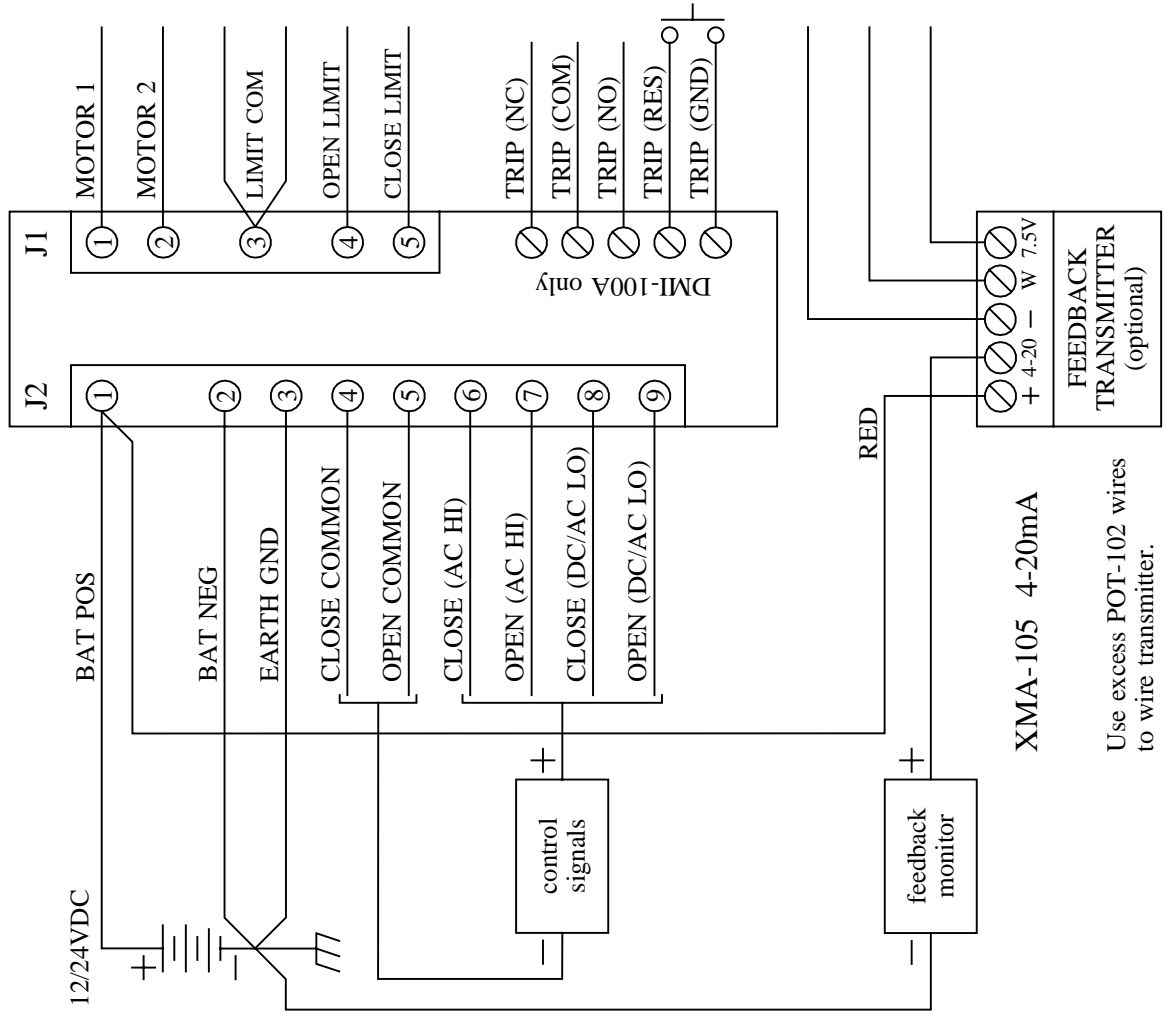 J1
1
MOTOR 1
2
MOTOR 2
3
LIMIT COM
4
OPEN LIMIT
5
CLOSE LIMIT
TRIP (NC)
TRIP (COM)
TRIP (NO)
TRIP (RES)
TRIP (GND)
DMI-100A only
J2
1
BAT POS
2
BAT NEG
3
EARTH GND
4
CLOSE COMMON
5
OPEN COMMON
6
CLOSE (AC HI)
7
OPEN (AC HI)
8
CLOSE (DC/AC LO)
9
OPEN (DC/AC LO)
12/24VDC
+
−
+
control
signals
−
+
feedback
monitor
−
RED
+ 4-20 − W 7.5V
FEEDBACK
TRANSMITTER
(optional)
XMA-105 4-20mA
Use excess POT-102 wires
to wire transmitter.